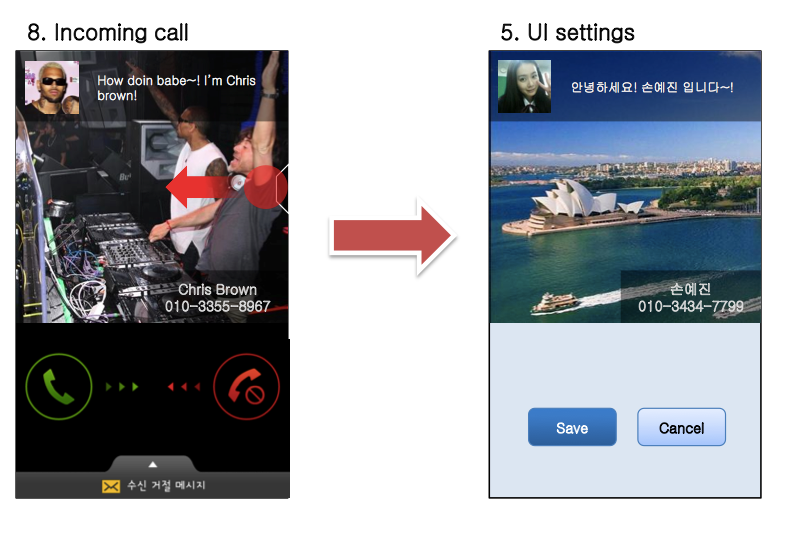 8. Incoming call
How doin babe~! I'm Chris
brown!
Chris Brown
010-3355-8967
수신 거절 메시지
5. UI settings
안녕하세요! 손예진 입니다~!
손예진
010-3434-7799
Save
Cancel